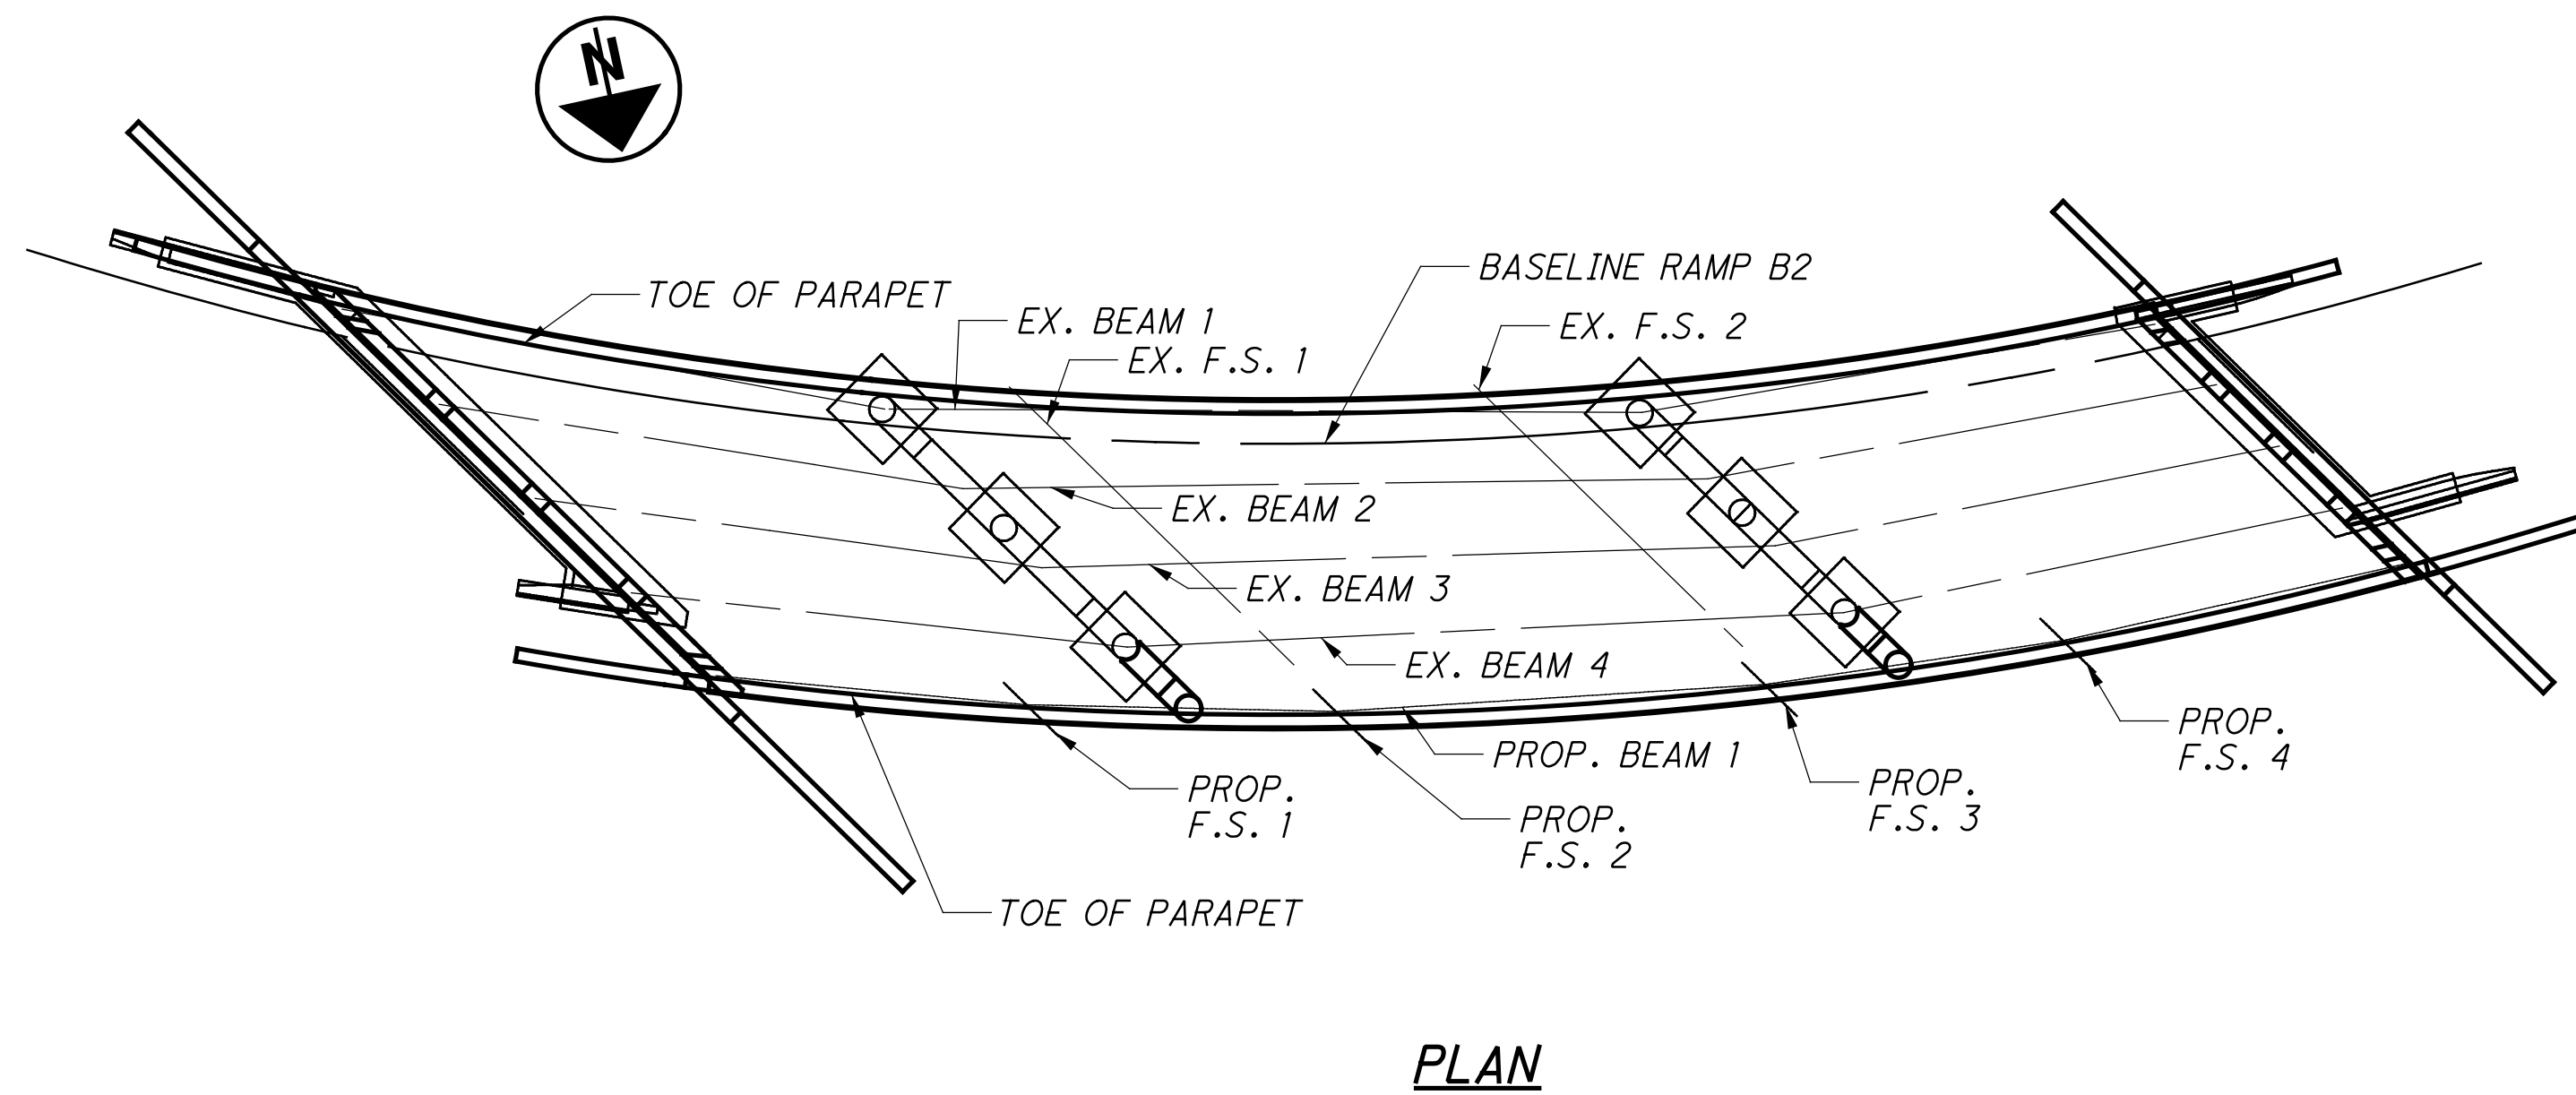 N
BASELINE RAMP B2
TOE OF PARAPET
EX. BEAM 1
EX. F.S. 2
EX. F.S. 1
EX. BEAM 2
EX. BEAM 3
EX. BEAM 4
PROP.
F.S. 4
PROP. BEAM 1
PROP.
F.S. 3
PROP.
F.S. 1
PROP.
F.S. 2
TOE OF PARAPET
PLAN